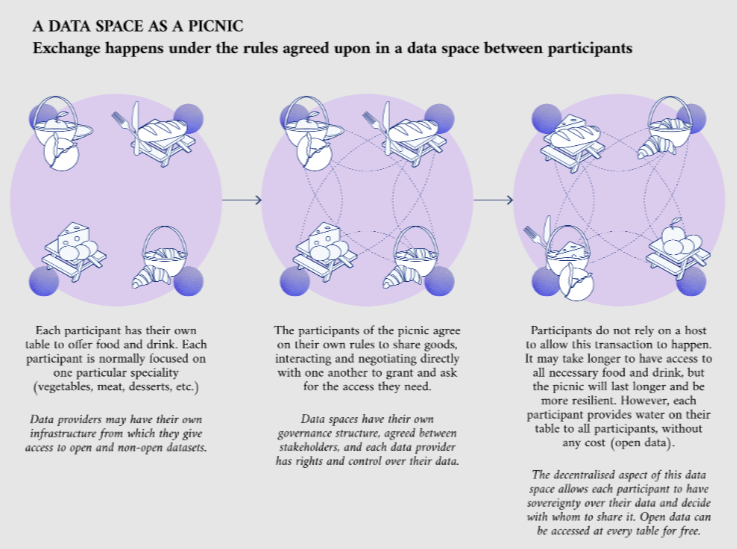 A DATA SPACE AS A PICNIC
Exchange happens under the rules agreed upon in a data space between participants
Each participant has their own
table to offer food and drink. Each
participant is normally focused on
one particular speciality
(vegetables, meat, desserts, etc.)
Data providers may have their own
infrastructure from which they give
access to open and non-open datasets.
The participants of the picnic agree
on their own rules to share goods,
interacting and negotiating directly
with one another to grant and ask
for the access they need.
Data spaces have their own
governance structure, agreed between
stakeholders, and each data provider
has rights and control over their data.
Participants do not rely on a host
to allow this transaction to happen.
It may take longer to have access to
all necessary food and drink, but
the picnic will last longer and be
more resilient. However, each
participant provides water on their
table to all participants, without
any cost (open data).
The decentralised aspect of this data
space allows each participant to have
sovereignty over their data and decide
with whom to share it. Open data can
be accessed at every table for free.